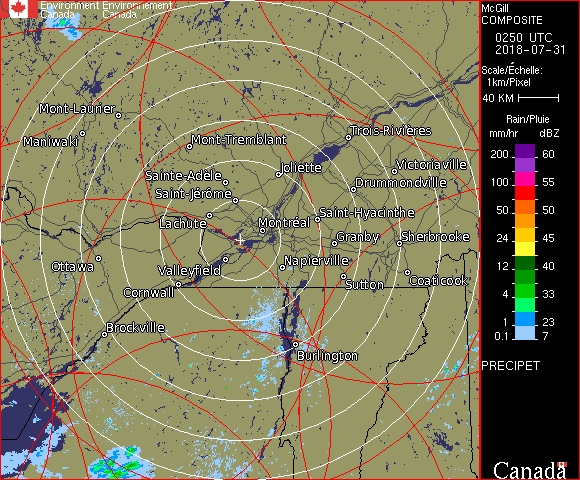 Environment Environnement
Canada Canada
Mont-Laurier
Maniwaki
Mont-Tremblant
Trois-Rivières
Sainte-Adèle
Joliette
Victoriaville
Saint-Jérôme
Drummondville
Lachute
Montréal
Saint-Hyacinthe
Granby
Sherbrooke
Ottawa
Valleyfield
Napierville
Cornwall
Sutton
Coaticook
Brockville
Burlington
McGill
COMPOSITE
0250 UTC
2018-07-31
Scale/Échelle:
1km/Pixel
40 KM
Rain/Pluie
mm/hr dBZ
200 60
150 57
100 55
50 50
24 45
12 40
4 33
1 23
0.1 7
PRECIPET
Canada